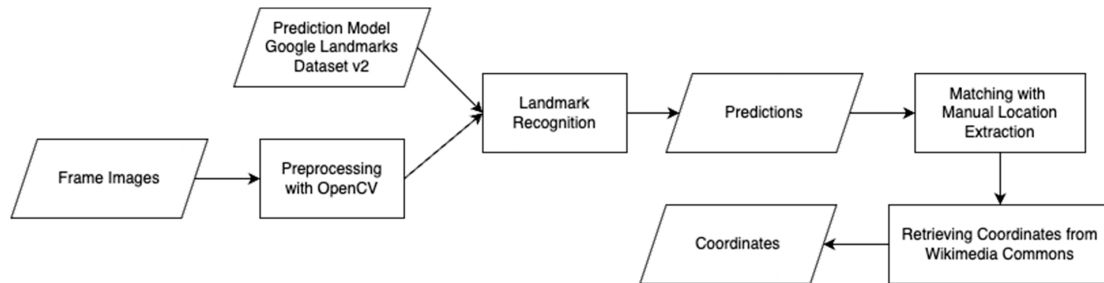 Prediction Model
Google Landmarks
Dataset v2
Landmark
Recognition
Predictions
Matching with
Manual Location
Extraction
Frame Images
Preprocessing
with OpenCV
Coordinates
Retrieving Coordinates from
Wikimedia Commons